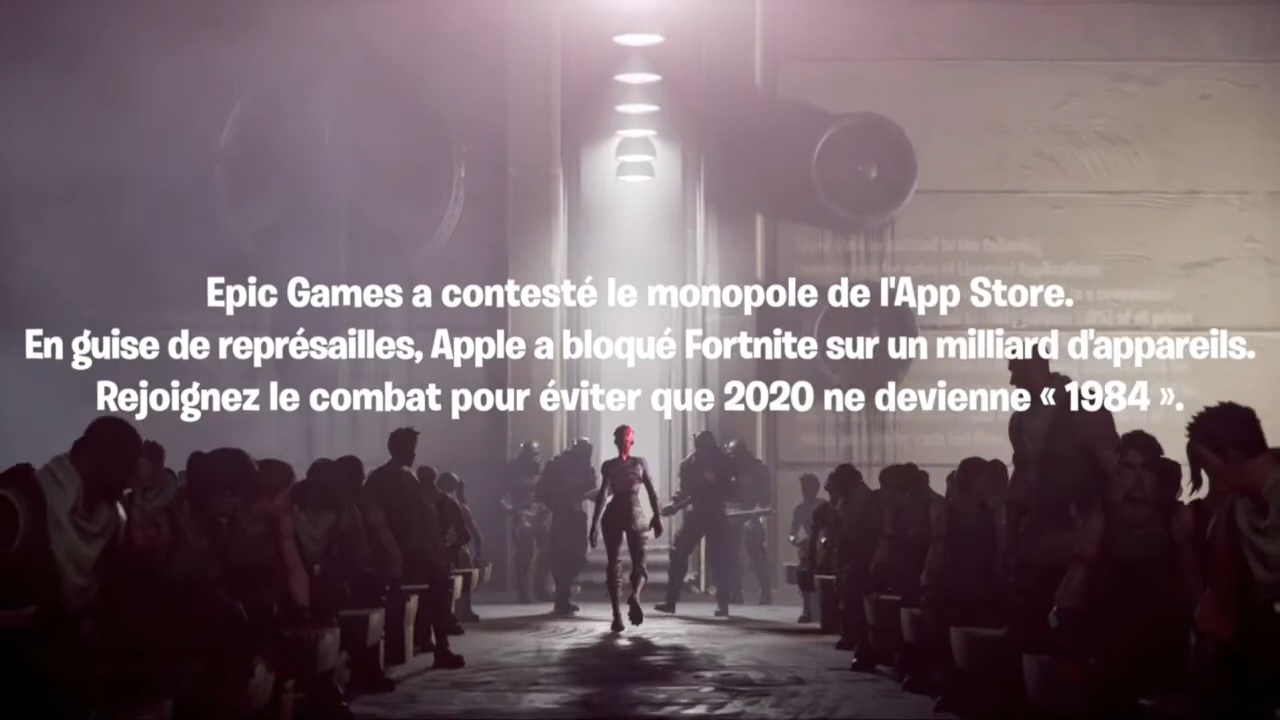 Epic Games a contesté le monopole de l'App Store.
En guise de représailles, Apple a bloqué Fortnite sur un milliard d'appareils.
Rejoignez le combat pour éviter que 2020 ne devienne « 1984 ».